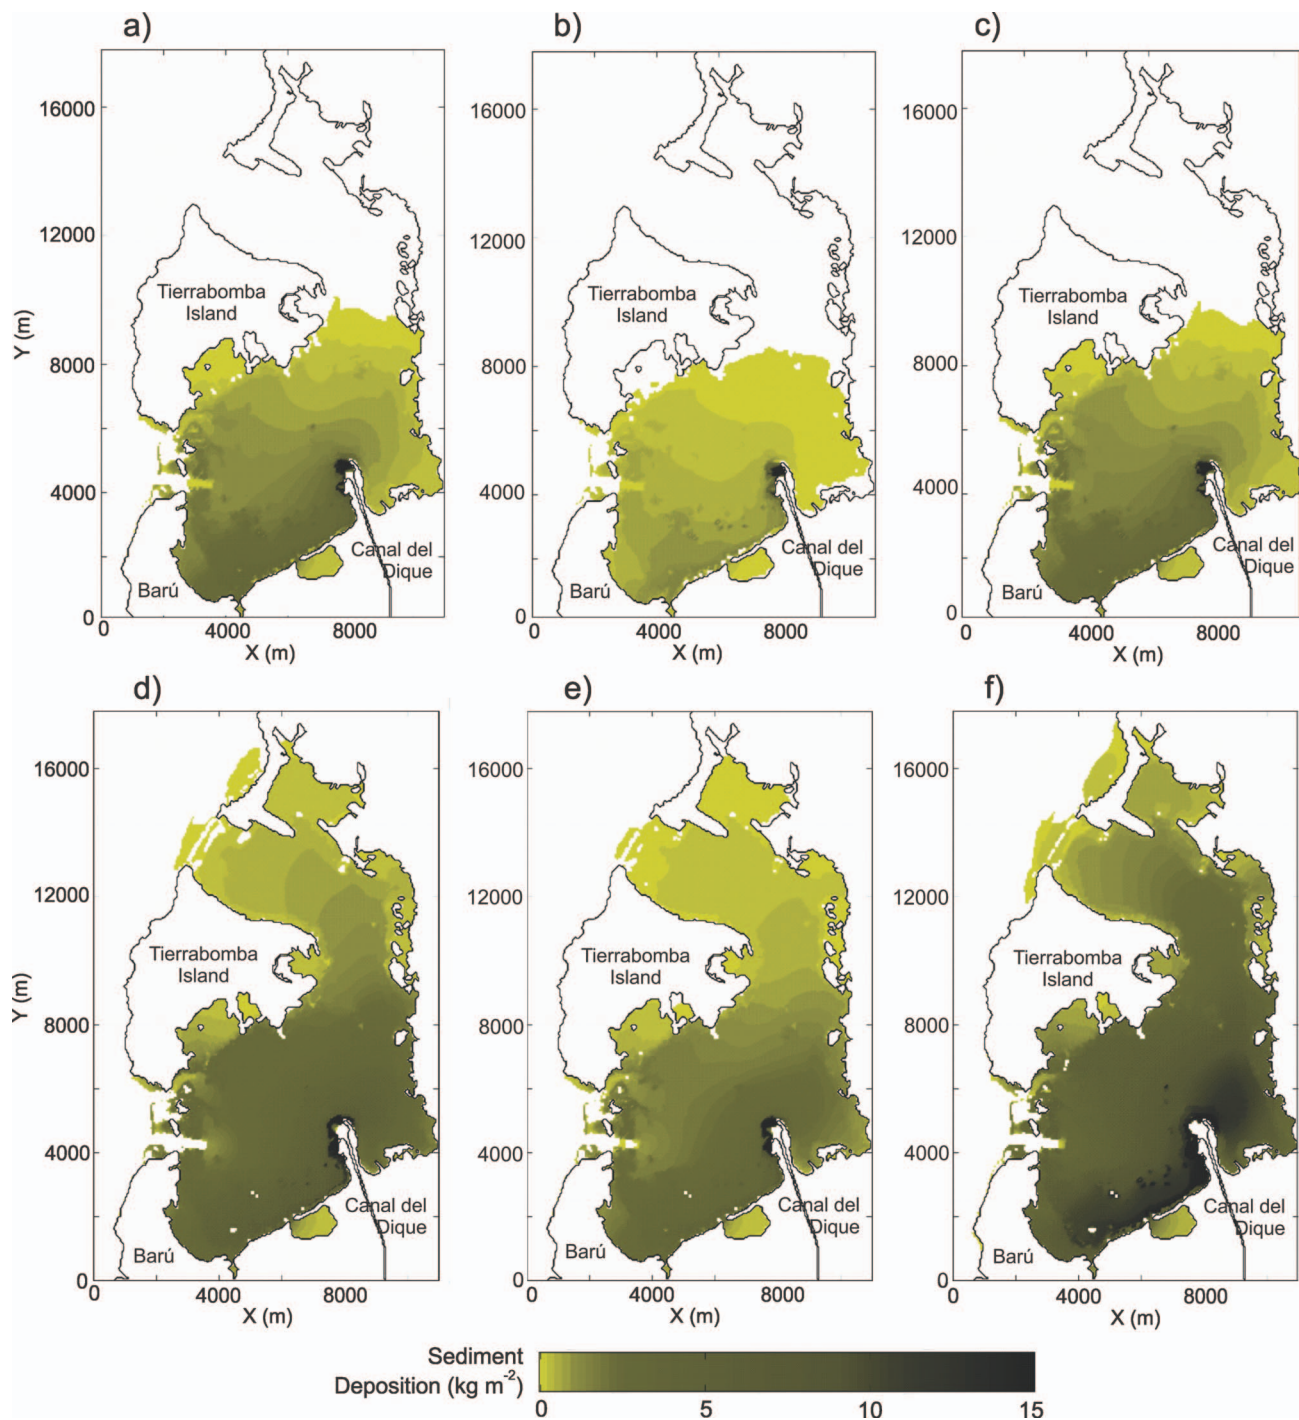 a)
b)
c)
16000
12000
8000
4000
0
Y (m)
Tierrabomba
Island
Canal del
Dique
Barú
0
4000
8000
X (m)
16000
12000
8000
4000
0
Tierrabomba
Island
Canal del
Dique
Barú
0
4000
8000
X (m)
16000
12000
8000
4000
0
Tierrabomba
Island
Canal del
Dique
Barú
0
4000
8000
X (m)
d)
e)
f)
16000
12000
8000
4000
0
Y (m)
Tierrabomba
Island
Canal del
Dique
Barú
0
4000
8000
X (m)
16000
12000
8000
4000
0
Tierrabomba
Island
Canal del
Dique
Barú
0
4000
8000
X (m)
16000
12000
8000
4000
0
Tierrabomba
Island
Canal del
Dique
Barú
0
4000
8000
X (m)
Sediment
Deposition (kg m⁻²)
0
5
10
15